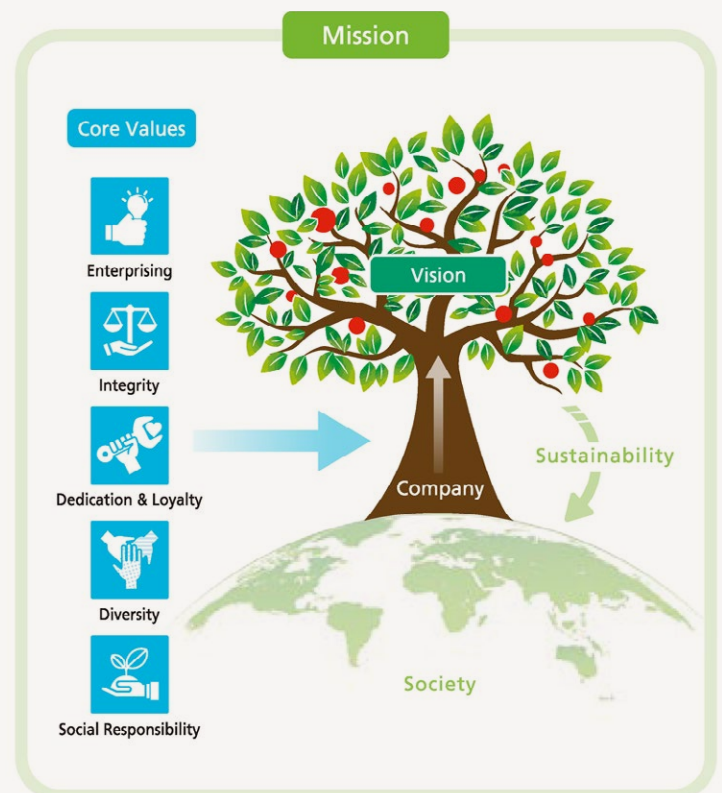 Mission
Core Values
Enterprising
Integrity
Dedication & Loyalty
Diversity
Social Responsibility
Vision
Company
Sustainability
Society